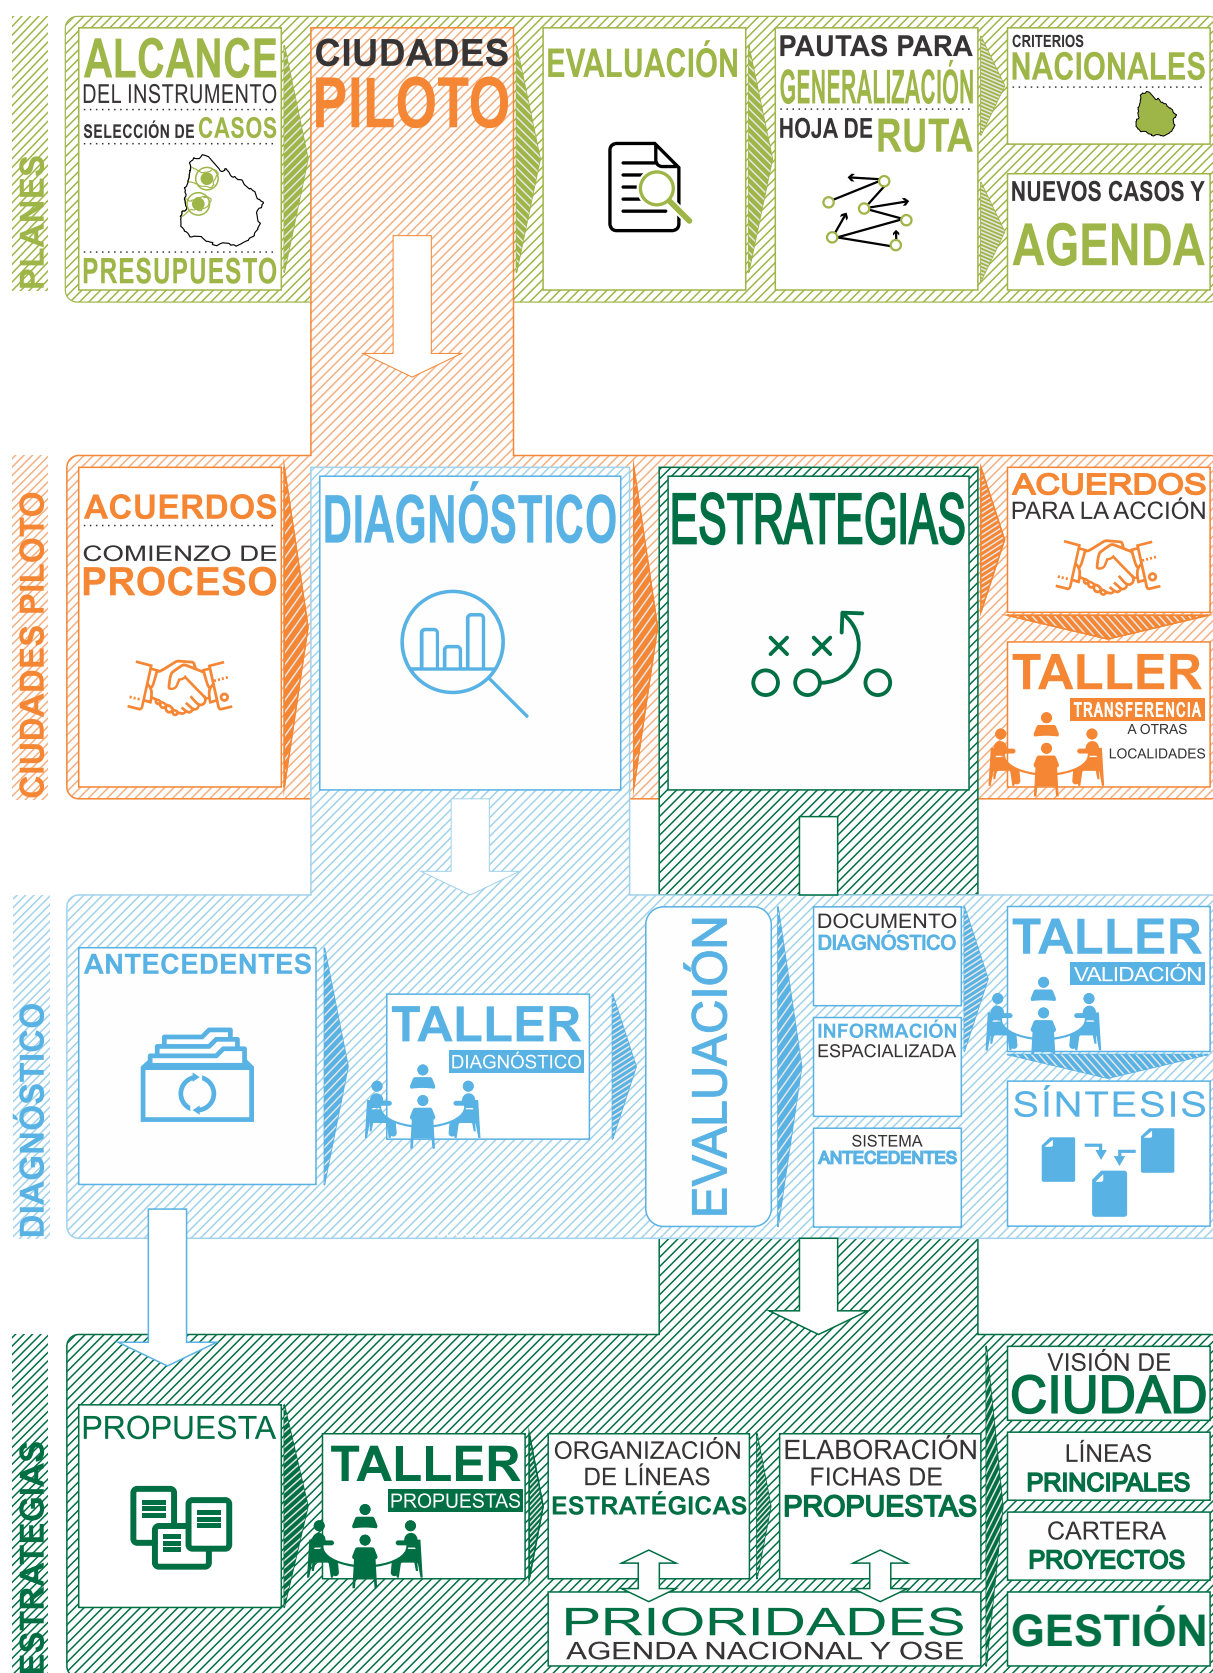 PLANES
ALCANCE
DEL INSTRUMENTO
SELECCIÓN DE CASOS
PRESUPUESTO
CIUDADES
PILOTO
EVALUACIÓN
PAUTAS PARA
GENERALIZACIÓN
HOJA DE RUTA
CRITERIOS
NACIONALES
NUEVOS CASOS Y
AGENDA
CIUDADES PILOTO
ACUERDOS
COMIENZO DE
PROCESO
DIAGNÓSTICO
ESTRATEGIAS
ACUERDOS
PARA LA ACCIÓN
TALLER
TRANSFERENCIA
A OTRAS
LOCALIDADES
DIAGNÓSTICO
ANTECEDENTES
TALLER
DIAGNÓSTICO
EVALUACIÓN
DOCUMENTO
DIAGNÓSTICO
INFORMACIÓN
ESPACIALIZADA
SISTEMA
ANTECEDENTES
TALLER
VALIDACIÓN
SÍNTESIS
ESTRATEGIAS
PROPUESTA
TALLER
PROPUESTAS
ORGANIZACIÓN
DE LÍNEAS
ESTRATÉGICAS
ELABORACIÓN
FICHAS DE
PROPUESTAS
PRIORIDADES
AGENDA NACIONAL Y OSE
VISIÓN DE
CIUDAD
LÍNEAS
PRINCIPALES
CARTERA
PROYECTOS
GESTIÓN